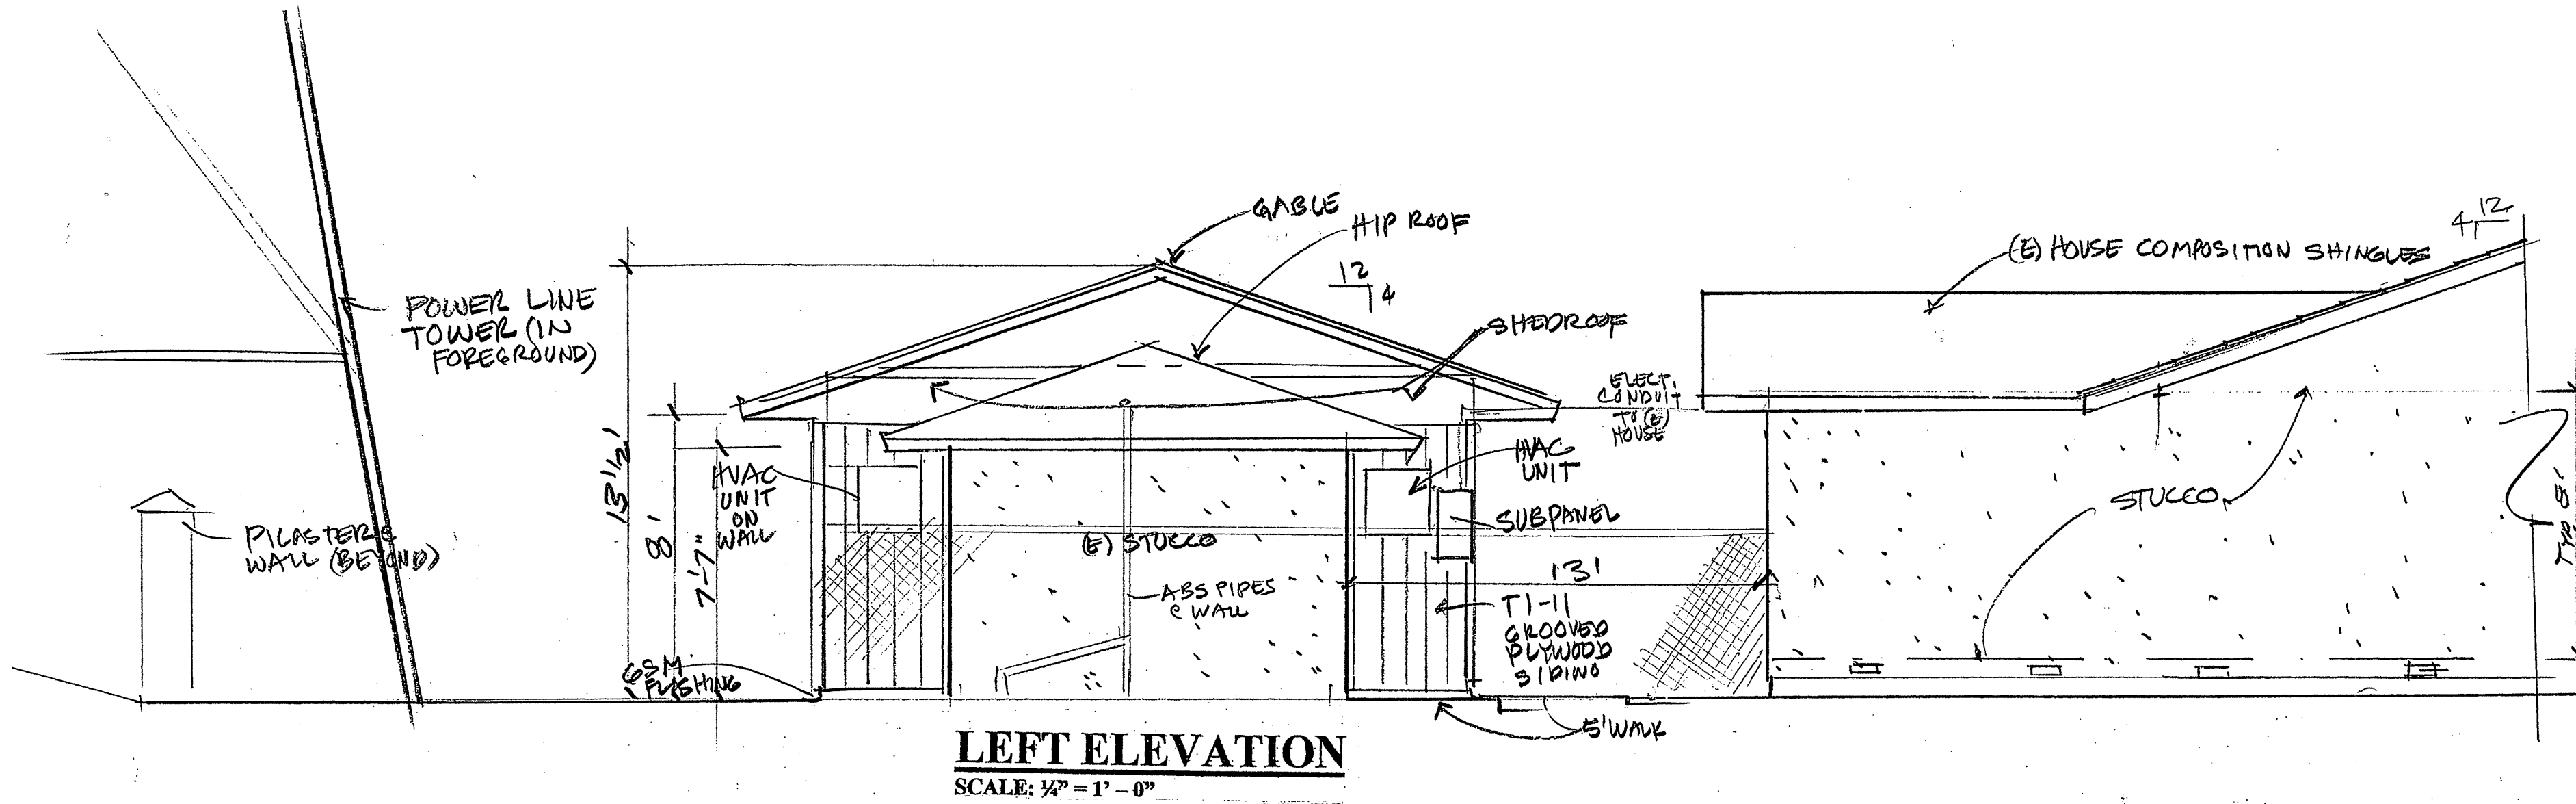 GABLE
HIP ROOF
12
4
POWER LINE
TOWER (IN
FOREGROUND)
SHEDROOF
(E) HOUSE COMPOSITION SHINGLES
12
4
ELECT.
CONDUIT
TO (E)
HOUSE
13 1/2'
8'
7'-7"
HVAC
UNIT
ON
WALL
HVAC
UNIT
SUBPANEL
STUCCO
TYP. 8'
PILASTER &
WALL (BEYOND)
(E) STUCCO
ABS PIPES
@ WALL
13'
T1-11
GROOVED
PLYWOOD
SIDING
GSM
FLASHING
5' WALK
LEFT ELEVATION
SCALE: ¼" = 1' – 0"